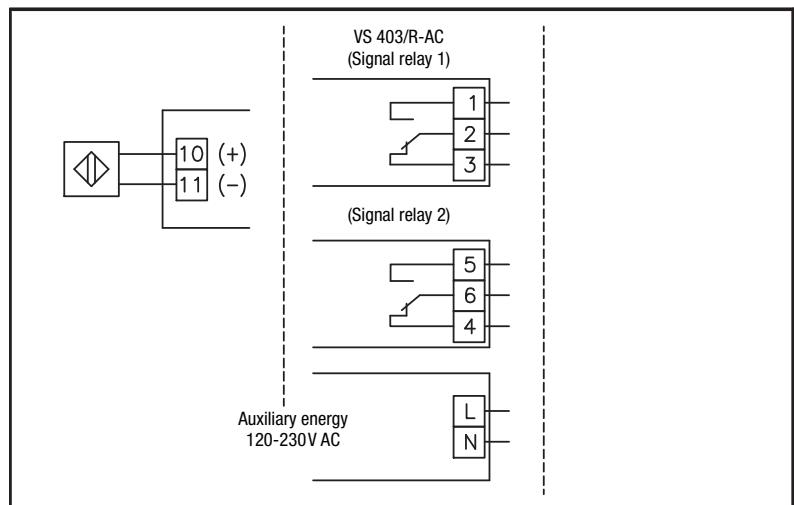 VS 403/R-AC
(Signal relay 1)
1
2
3
10 (+)
11 (−)
(Signal relay 2)
5
6
4
Auxiliary energy
120-230 V AC
L
N